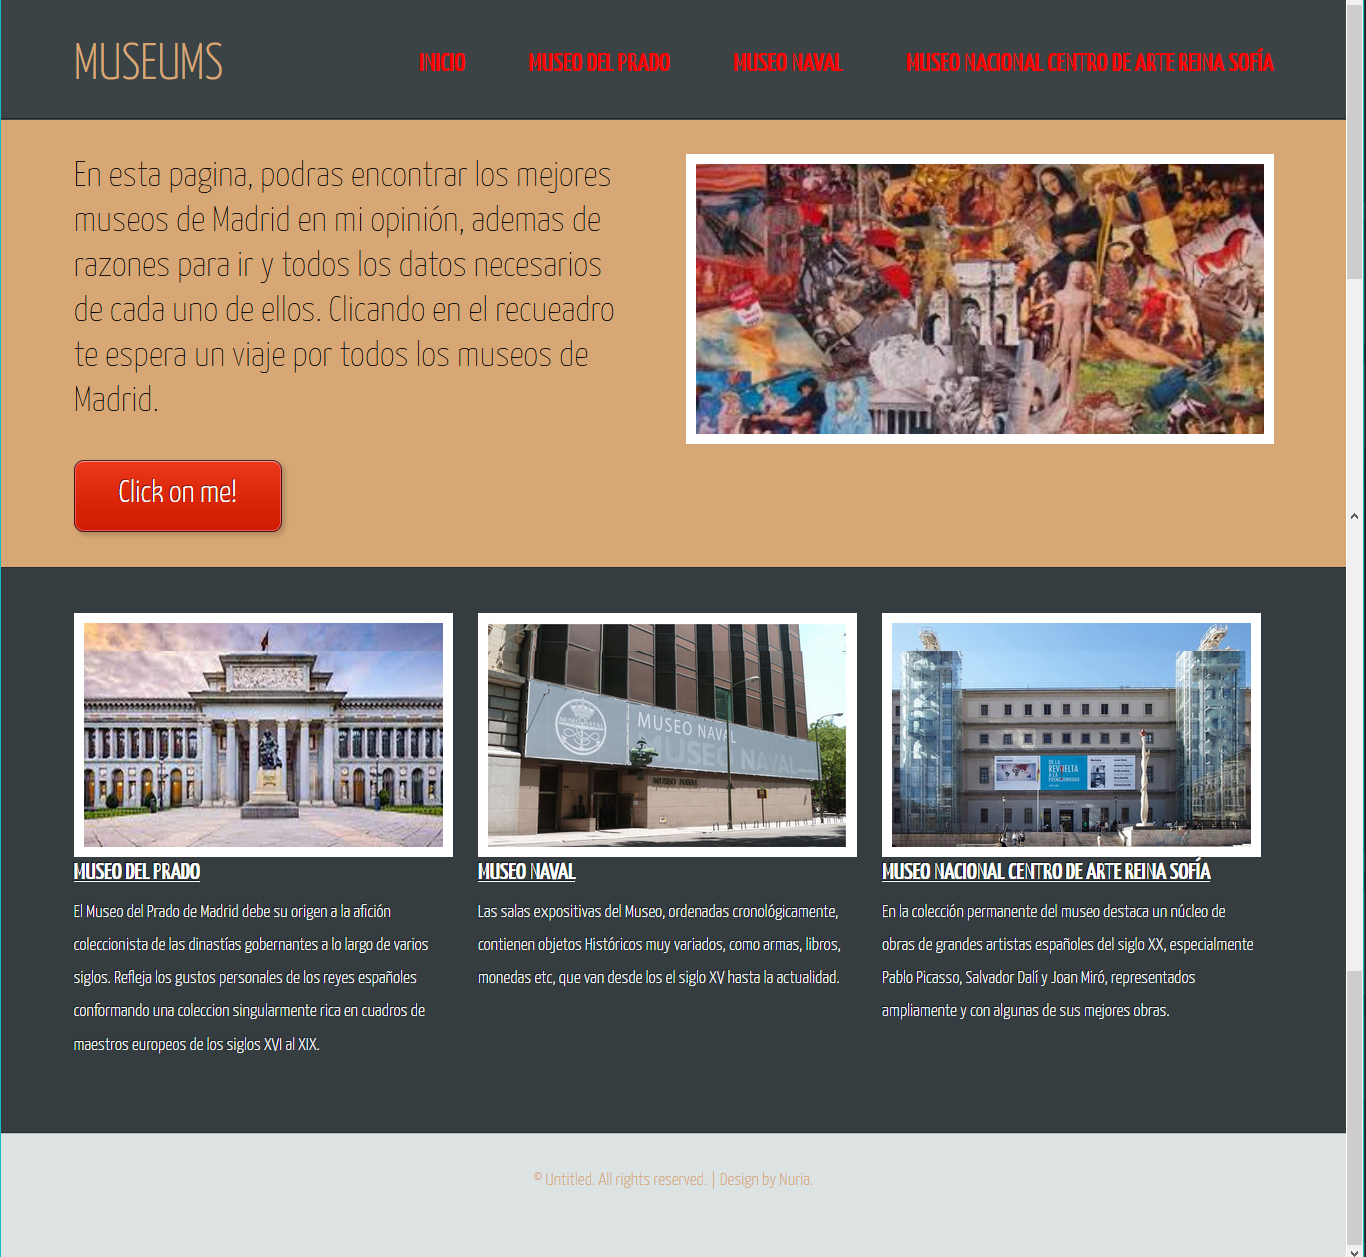 MUSEUMS
INICIO
MUSEO DEL PRADO
MUSEO NAVAL
MUSEO NACIONAL CENTRO DE ARTE REINA SOFÍA
En esta pagina, podras encontrar los mejores
museos de Madrid en mi opinión, ademas de
razones para ir y todos los datos necesarios
de cada uno de ellos. Clicando en el recueadro
te espera un viaje por todos los museos de
Madrid.
Click on me!
MUSEO NAVAL
MUSEO NAVAL
MUSEO NAVAL
MUSEO NAVAL
DE LA
REVUELTA
A LA
POSMODERNIDAD
MUSEO DEL PRADO
El Museo del Prado de Madrid debe su origen a la afición
coleccionista de las dinastías gobernantes a lo largo de varios
siglos. Refleja los gustos personales de los reyes españoles
conformando una coleccion singularmente rica en cuadros de
maestros europeos de los siglos XVI al XIX.
MUSEO NAVAL
Las salas expositivas del Museo, ordenadas cronológicamente,
contienen objetos Históricos muy variados, como armas, libros,
monedas etc, que van desde los el siglo XV hasta la actualidad.
MUSEO NACIONAL CENTRO DE ARTE REINA SOFÍA
En la colección permanente del museo destaca un núcleo de
obras de grandes artistas españoles del siglo XX, especialmente
Pablo Picasso, Salvador Dalí y Joan Miró, representados
ampliamente y con algunas de sus mejores obras.
© Untitled. All rights reserved. | Design by Nuria.